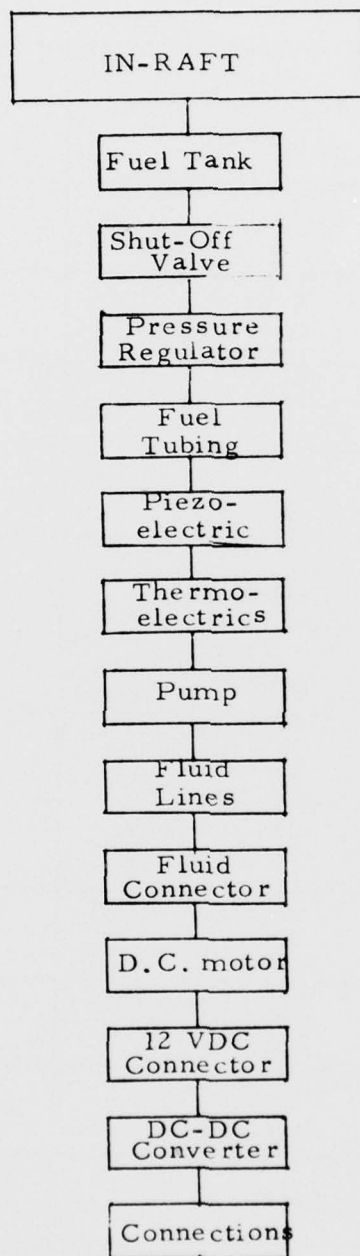 IN-RAFT
Fuel Tank
Shut-Off
Valve
Pressure
Regulator
Fuel
Tubing
Piezo-
electric
Thermo-
electrics
Pump
Fluid
Lines
Fluid
Connector
D.C. motor
12 VDC
Connector
DC-DC
Converter
Connections